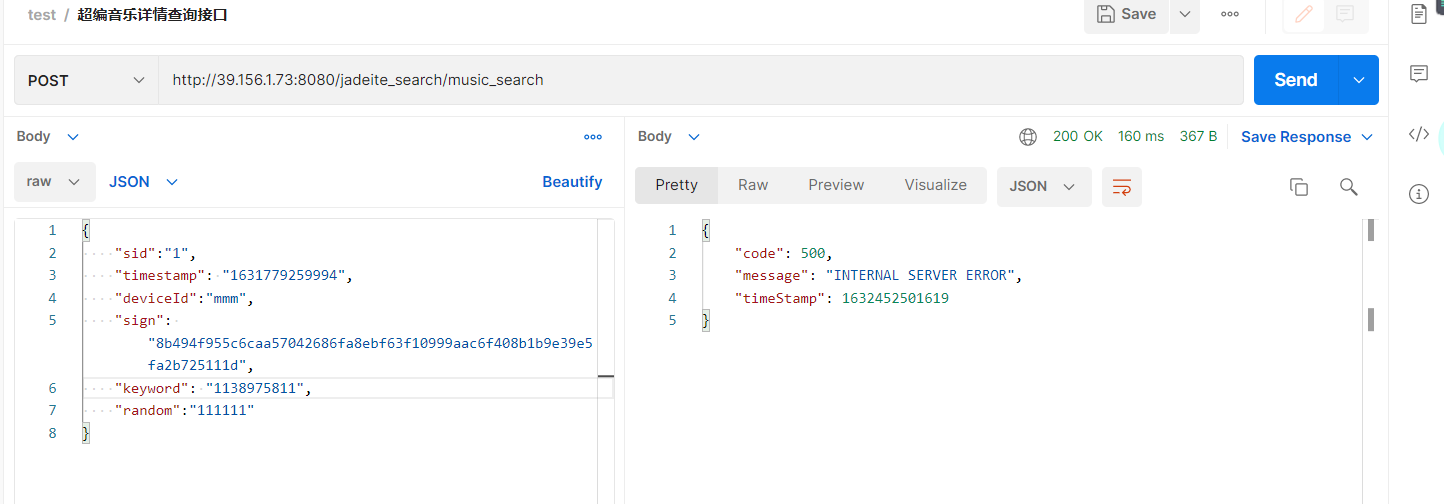 test / 超编音乐详情查询接口
Save
POST
http://39.156.1.73:8080/jadeite_search/music_search
Send
Body
raw
JSON
Beautify
1 {
2 "sid":"1",
3 "timestamp": "1631779259994",
4 "deviceId":"mmm",
5 "sign":
"8b494f955c6caa57042686fa8ebf63f10999aac6f408b1b9e39e5
fa2b725111d",
6 "keyword": "1138975811",
7 "random":"111111"
8 }
Body
200 OK 160 ms 367 B Save Response
Pretty Raw Preview Visualize JSON
1 {
2 "code": 500,
3 "message": "INTERNAL SERVER ERROR",
4 "timeStamp": 1632452501619
5 }